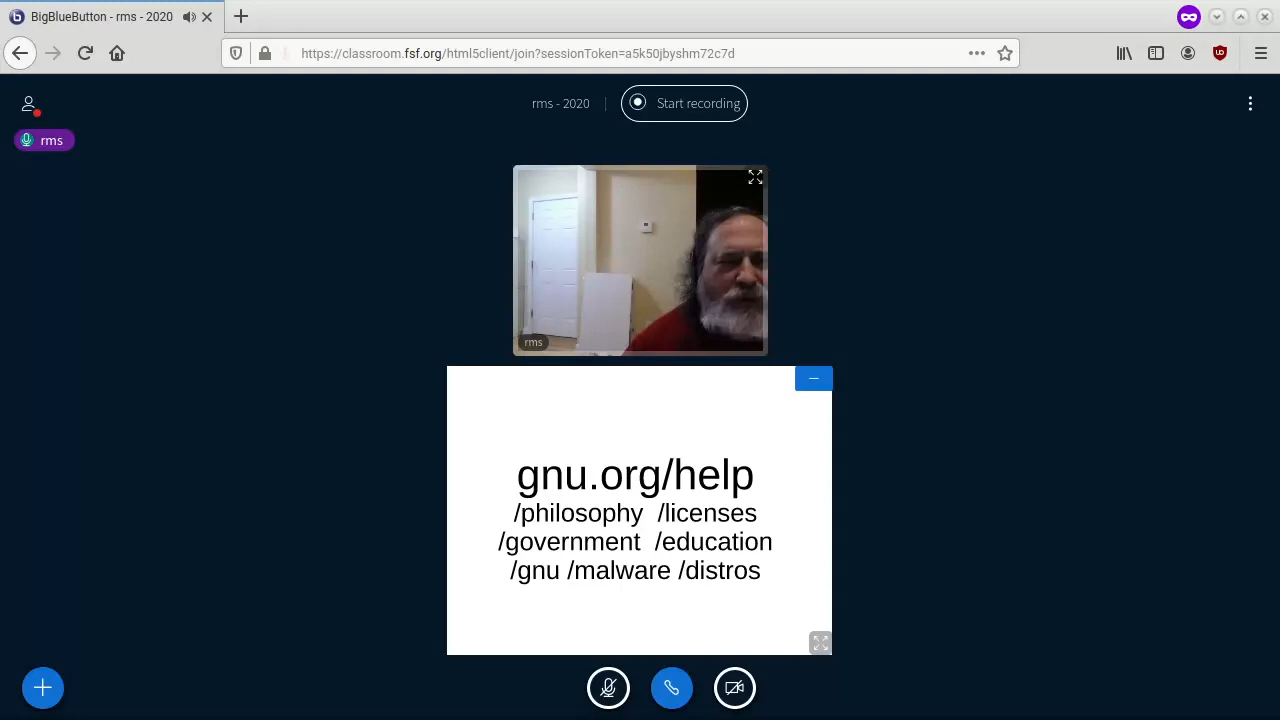 BigBlueButton - rms - 2020
https://classroom.fsf.org/html5client/join?sessionToken=a5k50jbyshm72c7d
rms - 2020
Start recording
rms
rms
gnu.org/help
/philosophy /licenses
/government /education
/gnu /malware /distros